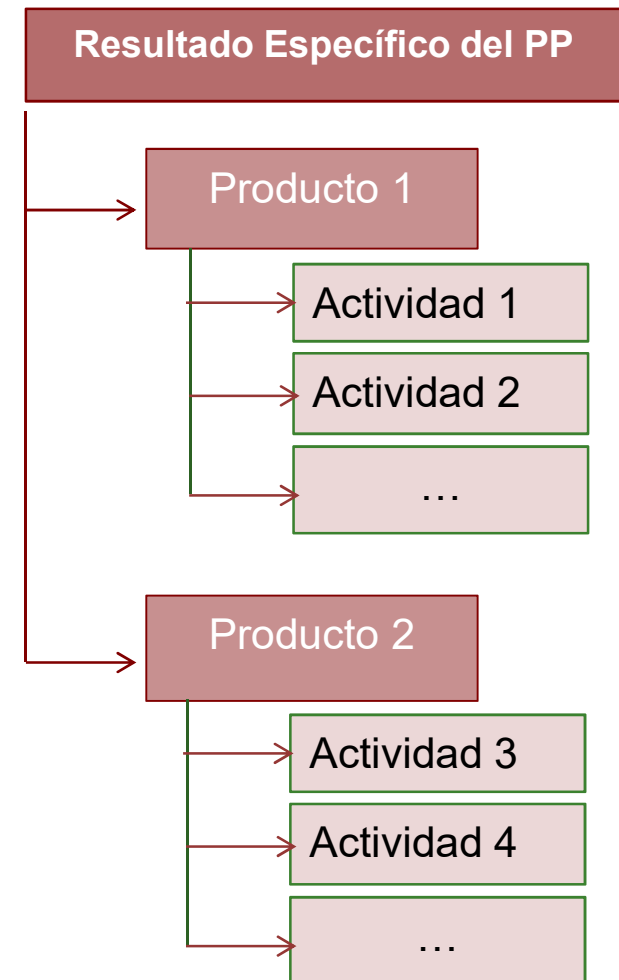 Resultado Específico del PP
Producto 1
Actividad 1
Actividad 2
…
Producto 2
Actividad 3
Actividad 4
…